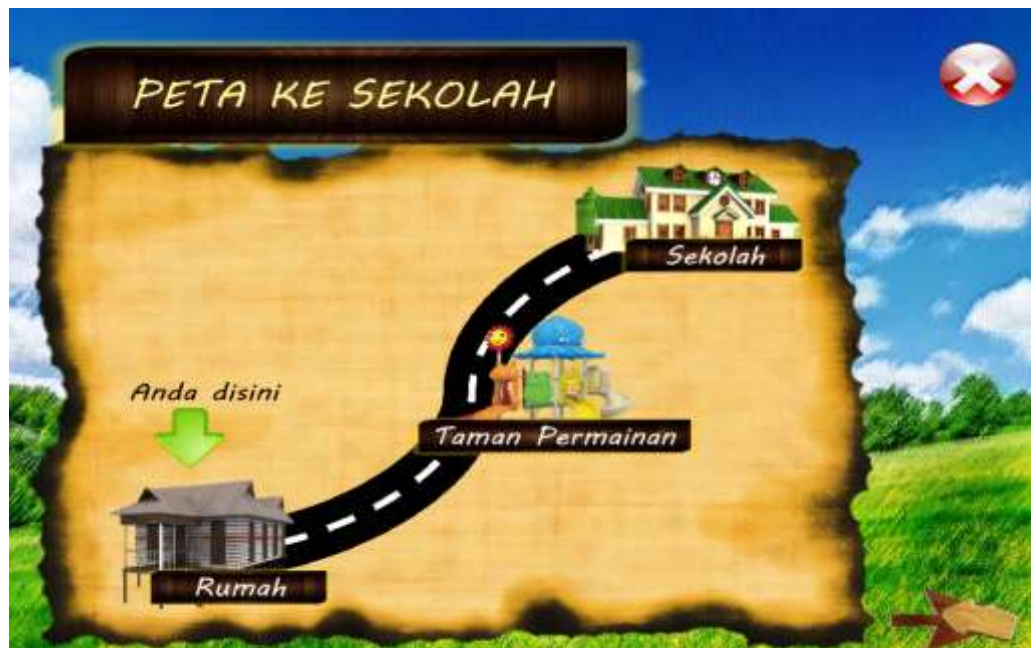 PETA KE SEKOLAH
Sekolah
Taman Permainan
Anda disini
Rumah